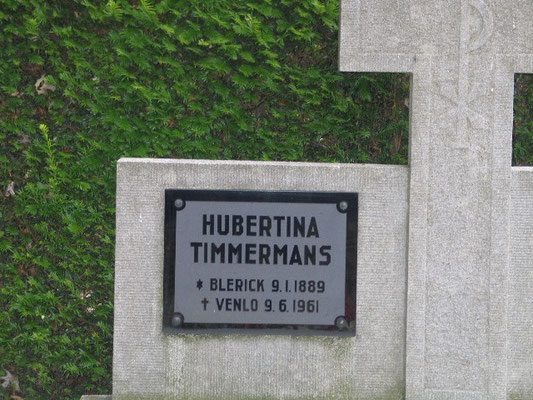 HUBERTINA
TIMMERMANS
* BLERICK 9.1.1889
† VENLO 9.6.1961